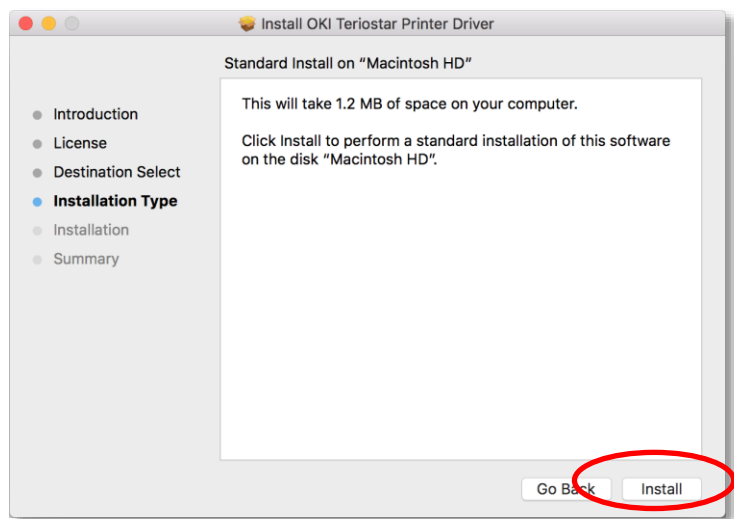 Install OKI Teriostar Printer Driver
Standard Install on “Macintosh HD”
Introduction
License
Destination Select
Installation Type
Installation
Summary
This will take 1.2 MB of space on your computer.
Click Install to perform a standard installation of this software
on the disk “Macintosh HD”.
Go Back
Install